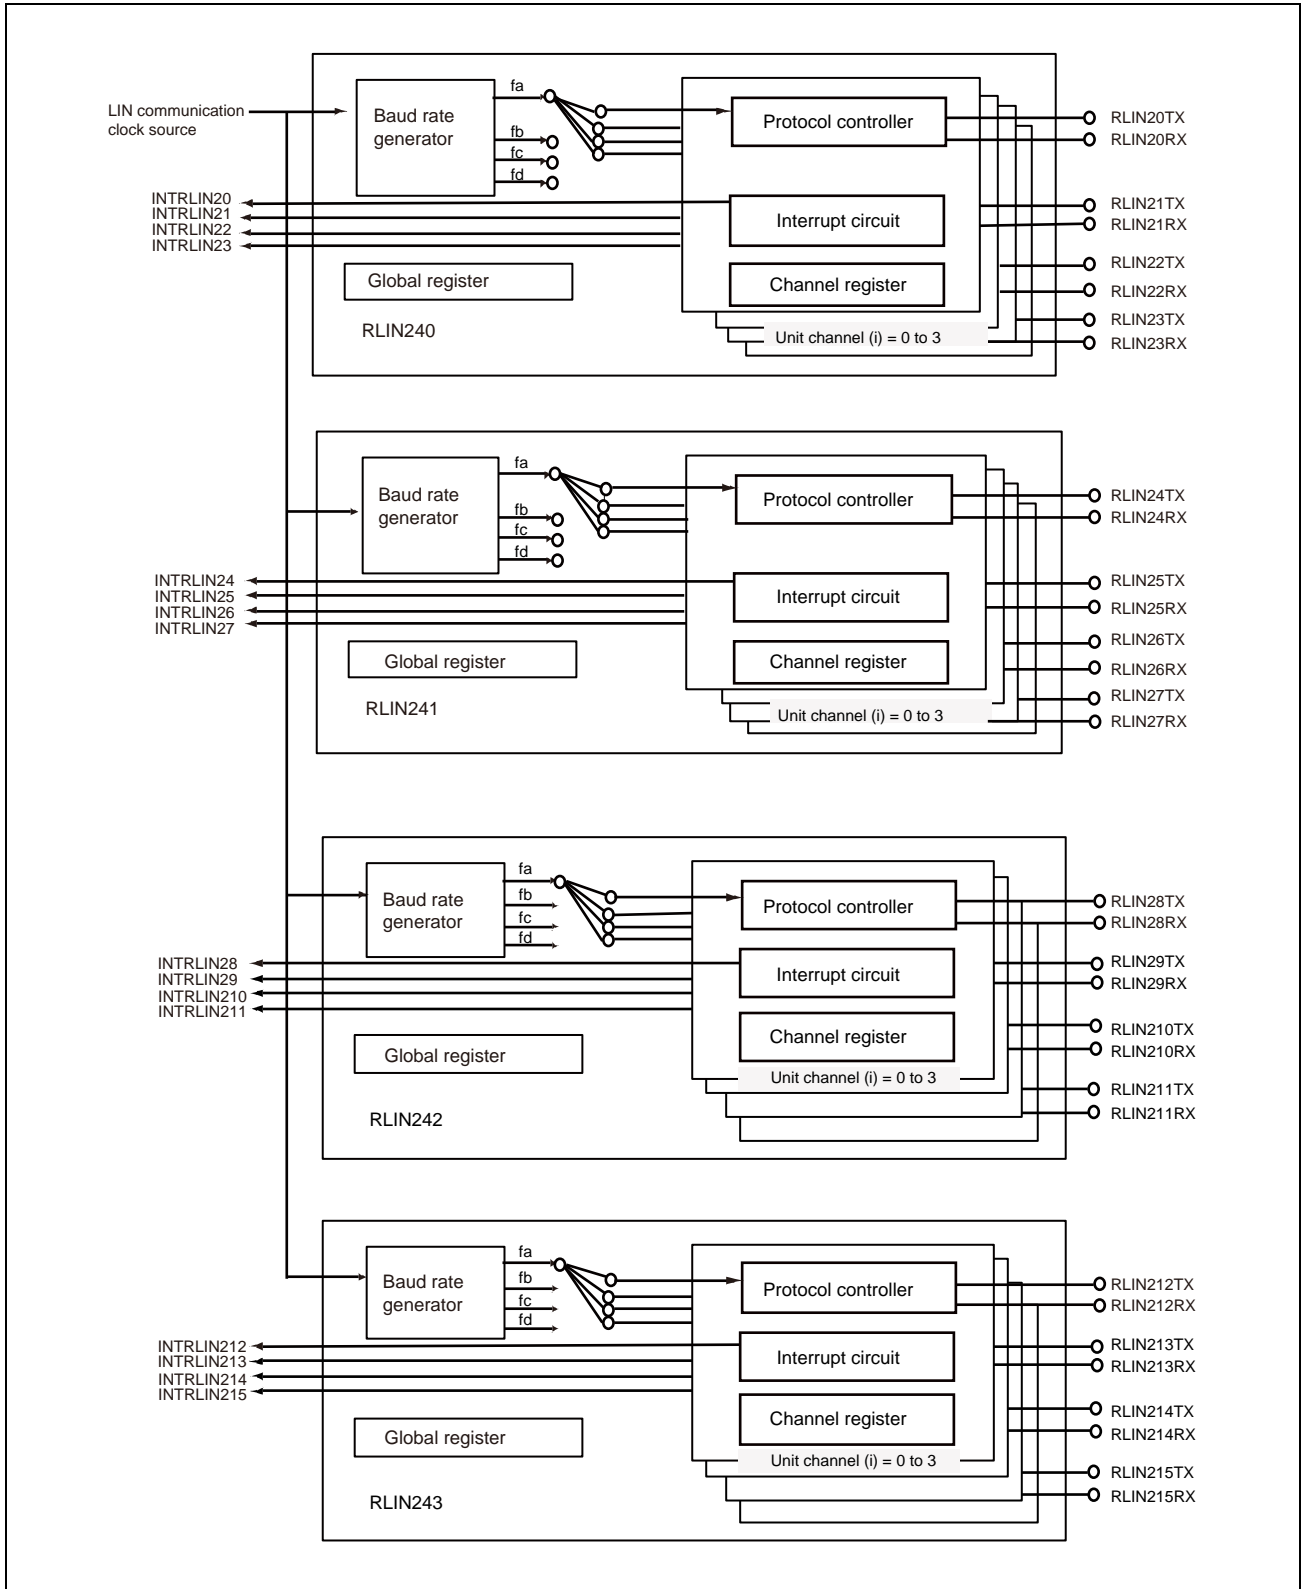 LIN communication
clock source
Baud rate
generator
fa
fb
fc
fd
Protocol controller
RLIN20TX
RLIN20RX
INTRLIN20
INTRLIN21
INTRLIN22
INTRLIN23
Interrupt circuit
RLIN21TX
RLIN21RX
Global register
Channel register
RLIN22TX
RLIN22RX
RLIN240
Unit channel (i) = 0 to 3
RLIN23TX
RLIN23RX
Baud rate
generator
fa
fb
fc
fd
Protocol controller
RLIN24TX
RLIN24RX
INTRLIN24
INTRLIN25
INTRLIN26
INTRLIN27
Interrupt circuit
RLIN25TX
RLIN25RX
Global register
Channel register
RLIN26TX
RLIN26RX
RLIN241
Unit channel (i) = 0 to 3
RLIN27TX
RLIN27RX
Baud rate
generator
fa
fb
fc
fd
Protocol controller
RLIN28TX
RLIN28RX
INTRLIN28
INTRLIN29
INTRLIN210
INTRLIN211
Interrupt circuit
RLIN29TX
RLIN29RX
Global register
Channel register
RLIN210TX
RLIN210RX
Unit channel (i) = 0 to 3
RLIN242
RLIN211TX
RLIN211RX
Baud rate
generator
fa
fb
fc
fd
Protocol controller
RLIN212TX
RLIN212RX
INTRLIN212
INTRLIN213
INTRLIN214
INTRLIN215
Interrupt circuit
RLIN213TX
RLIN213RX
Global register
Channel register
RLIN214TX
RLIN214RX
Unit channel (i) = 0 to 3
RLIN243
RLIN215TX
RLIN215RX